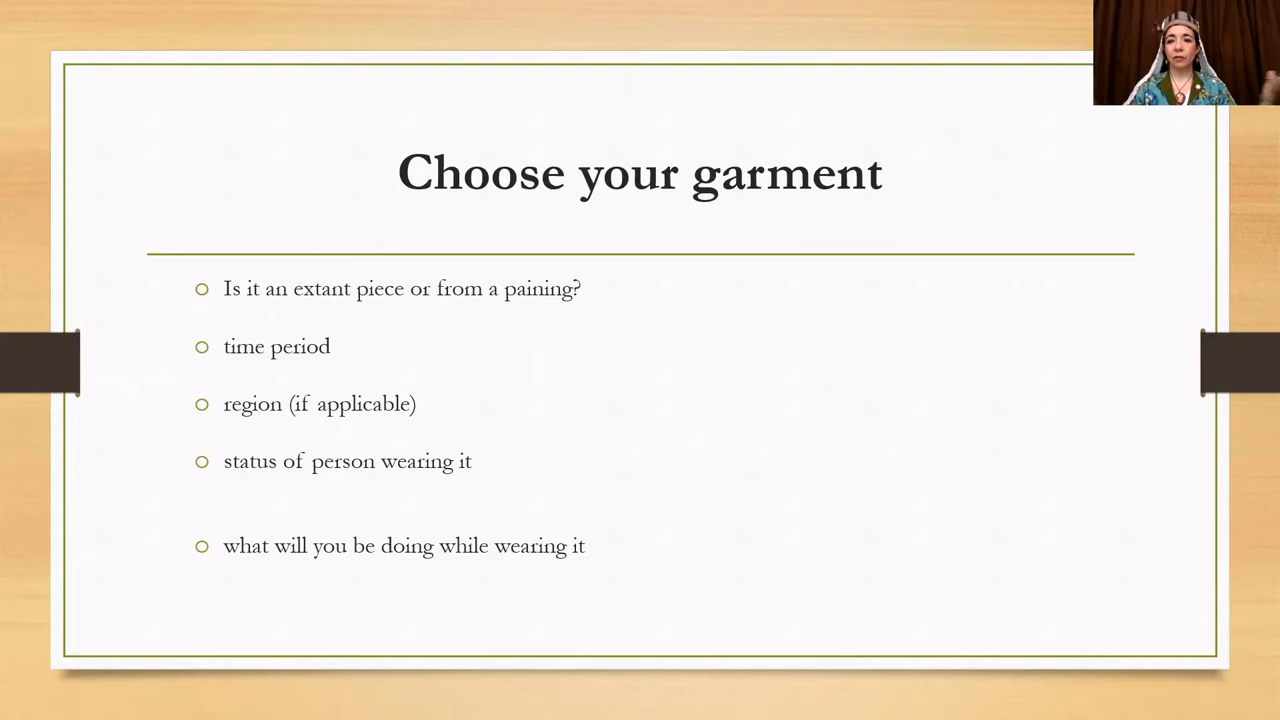 Choose your garment
Is it an extant piece or from a paining?
time period
region (if applicable)
status of person wearing it
what will you be doing while wearing it